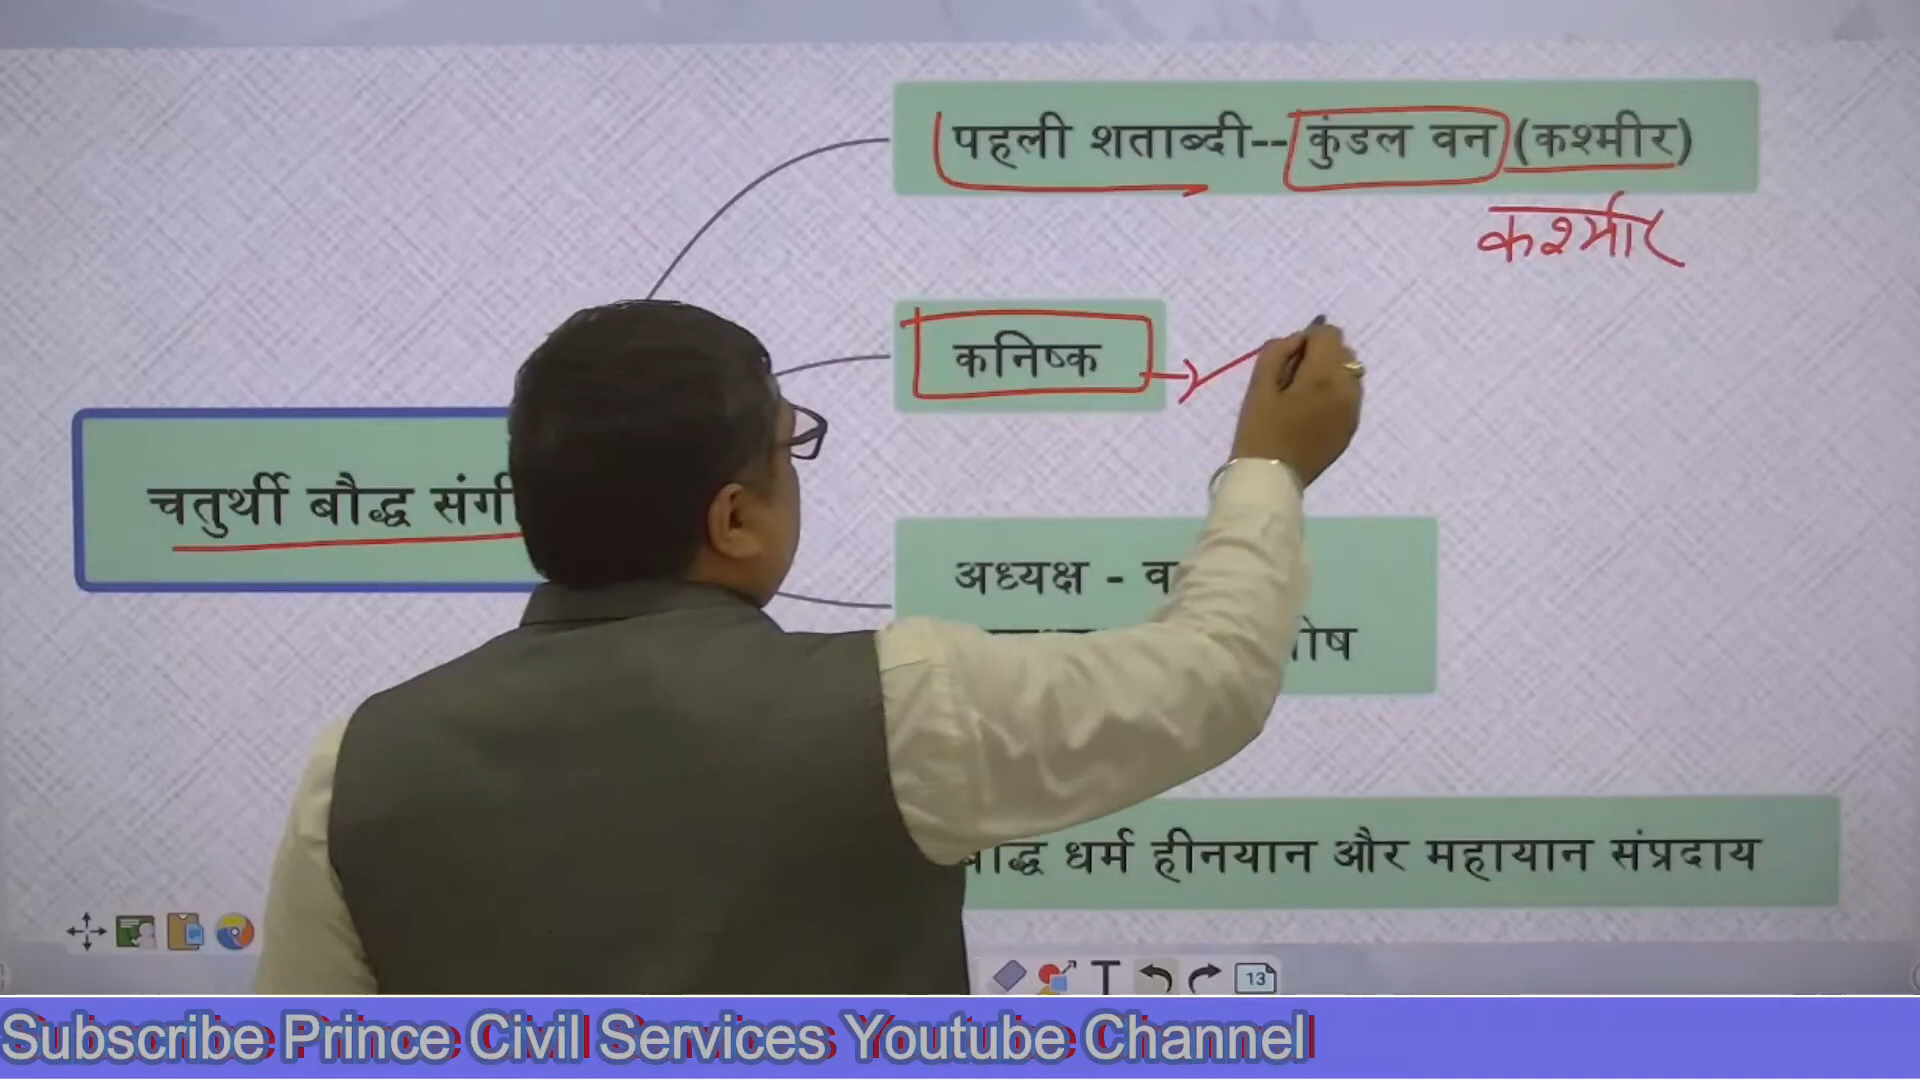 पहली शताब्दी--कुंडल वन (कश्मीर)
कश्मीर
कनिष्क
चतुर्थी बौद्ध
अध्यक्ष -
धर्म हीनयान और महायान संप्रदाय
T
13
Subscribe Prince Civil Services Youtube Channel